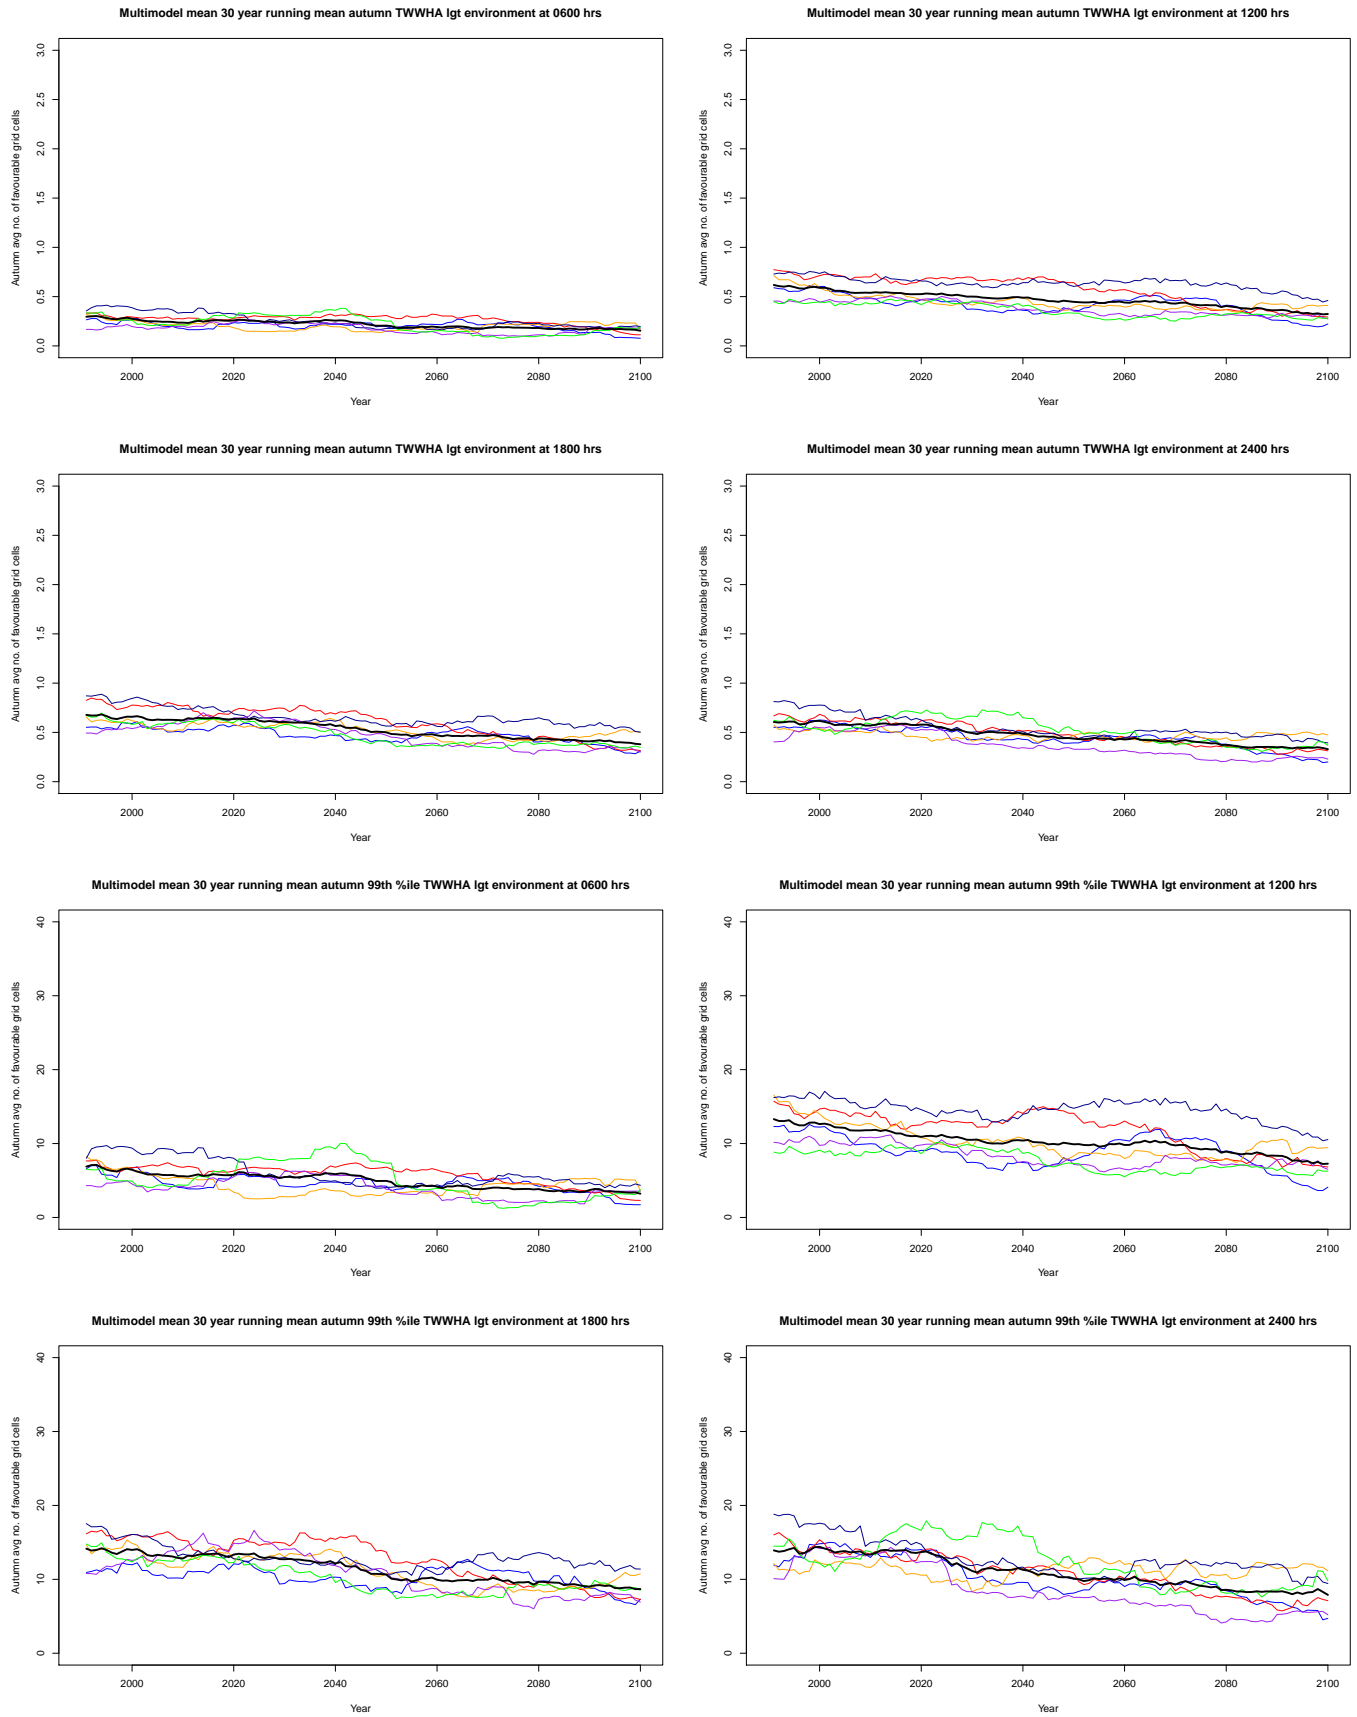 Multimodel mean 30 year running mean autumn TWWHA lgt environment at 0600 hrs
Autumn avg no. of favourable grid cells
3.0
2.5
2.0
1.5
1.0
0.5
0.0
2000 2020 2040 2060 2080 2100
Year
Multimodel mean 30 year running mean autumn TWWHA lgt environment at 1200 hrs
Autumn avg no. of favourable grid cells
3.0
2.5
2.0
1.5
1.0
0.5
0.0
2000 2020 2040 2060 2080 2100
Year
Multimodel mean 30 year running mean autumn TWWHA lgt environment at 1800 hrs
Autumn avg no. of favourable grid cells
3.0
2.5
2.0
1.5
1.0
0.5
0.0
2000 2020 2040 2060 2080 2100
Year
Multimodel mean 30 year running mean autumn TWWHA lgt environment at 2400 hrs
Autumn avg no. of favourable grid cells
3.0
2.5
2.0
1.5
1.0
0.5
0.0
2000 2020 2040 2060 2080 2100
Year
Multimodel mean 30 year running mean autumn 99th %ile TWWHA lgt environment at 0600 hrs
Autumn avg no. of favourable grid cells
40
30
20
10
0
2000 2020 2040 2060 2080 2100
Year
Multimodel mean 30 year running mean autumn 99th %ile TWWHA lgt environment at 1200 hrs
Autumn avg no. of favourable grid cells
40
30
20
10
0
2000 2020 2040 2060 2080 2100
Year
Multimodel mean 30 year running mean autumn 99th %ile TWWHA lgt environment at 1800 hrs
Autumn avg no. of favourable grid cells
40
30
20
10
0
2000 2020 2040 2060 2080 2100
Year
Multimodel mean 30 year running mean autumn 99th %ile TWWHA lgt environment at 2400 hrs
Autumn avg no. of favourable grid cells
40
30
20
10
0
2000 2020 2040 2060 2080 2100
Year